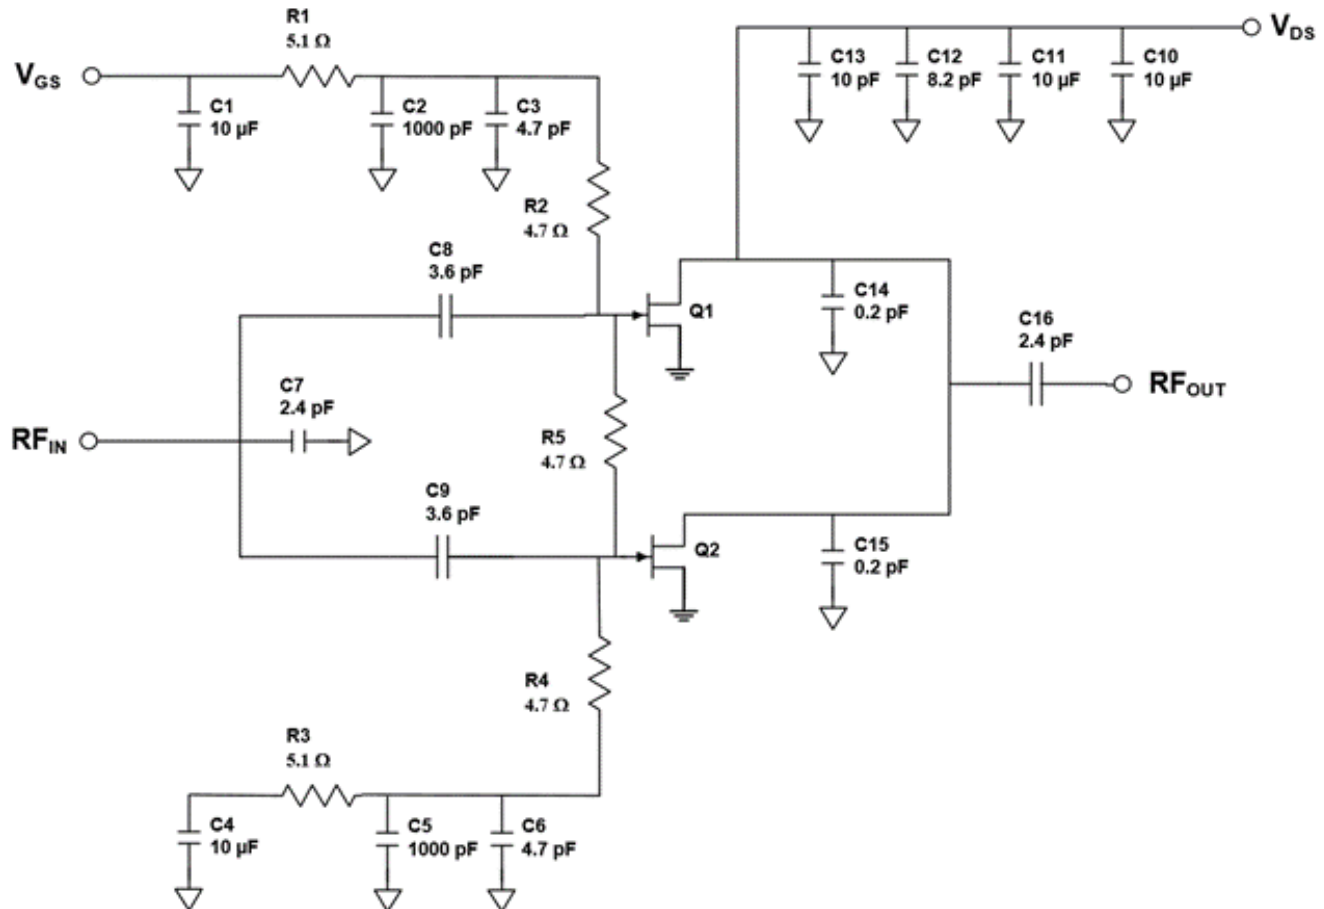 R1
5.1 Ω
VGS
C1
10 µF
C2
1000 pF
C3
4.7 pF
R2
4.7 Ω
VDS
C13
10 pF
C12
8.2 pF
C11
10 µF
C10
10 µF
C8
3.6 pF
Q1
C14
0.2 pF
C16
2.4 pF
RFOUT
C7
2.4 pF
RFIN
R5
4.7 Ω
C9
3.6 pF
Q2
C15
0.2 pF
R4
4.7 Ω
R3
5.1 Ω
C4
10 µF
C5
1000 pF
C6
4.7 pF